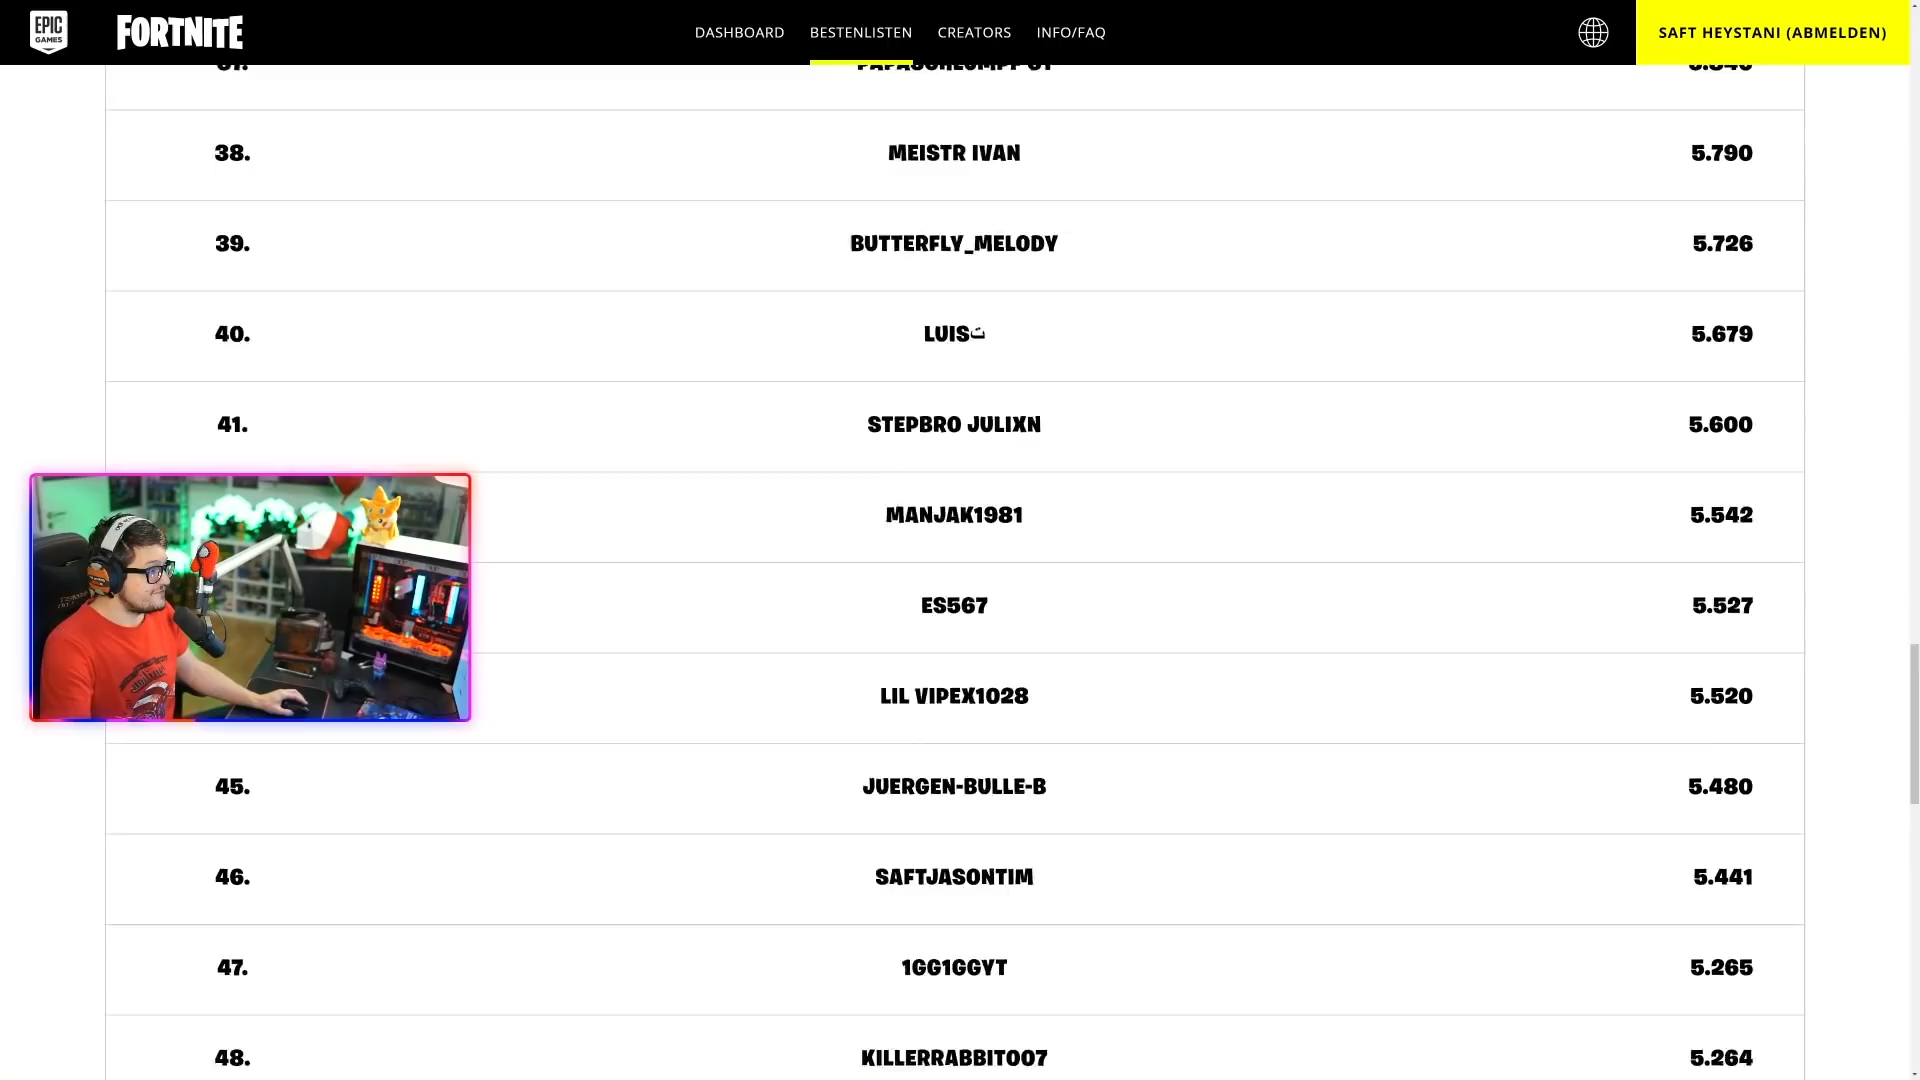 EPIC GAMES
FORTNITE
DASHBOARD BESTENLISTEN CREATORS INFO/FAQ
SAFT HEYSTANI (ABMELDEN)
38. MEISTR IVAN 5.790
39. BUTTERFLY_MELODY 5.726
40. LUIS 5.679
41. STEPBRO JULIXN 5.600
MANJAK1981 5.542
ES567 5.527
LIL VIPEX1028 5.520
45. JUERGEN-BULLE-B 5.480
46. SAFTJASONTIM 5.441
47. 1GG1GGYT 5.265
48. KILLERRABBIT007 5.264